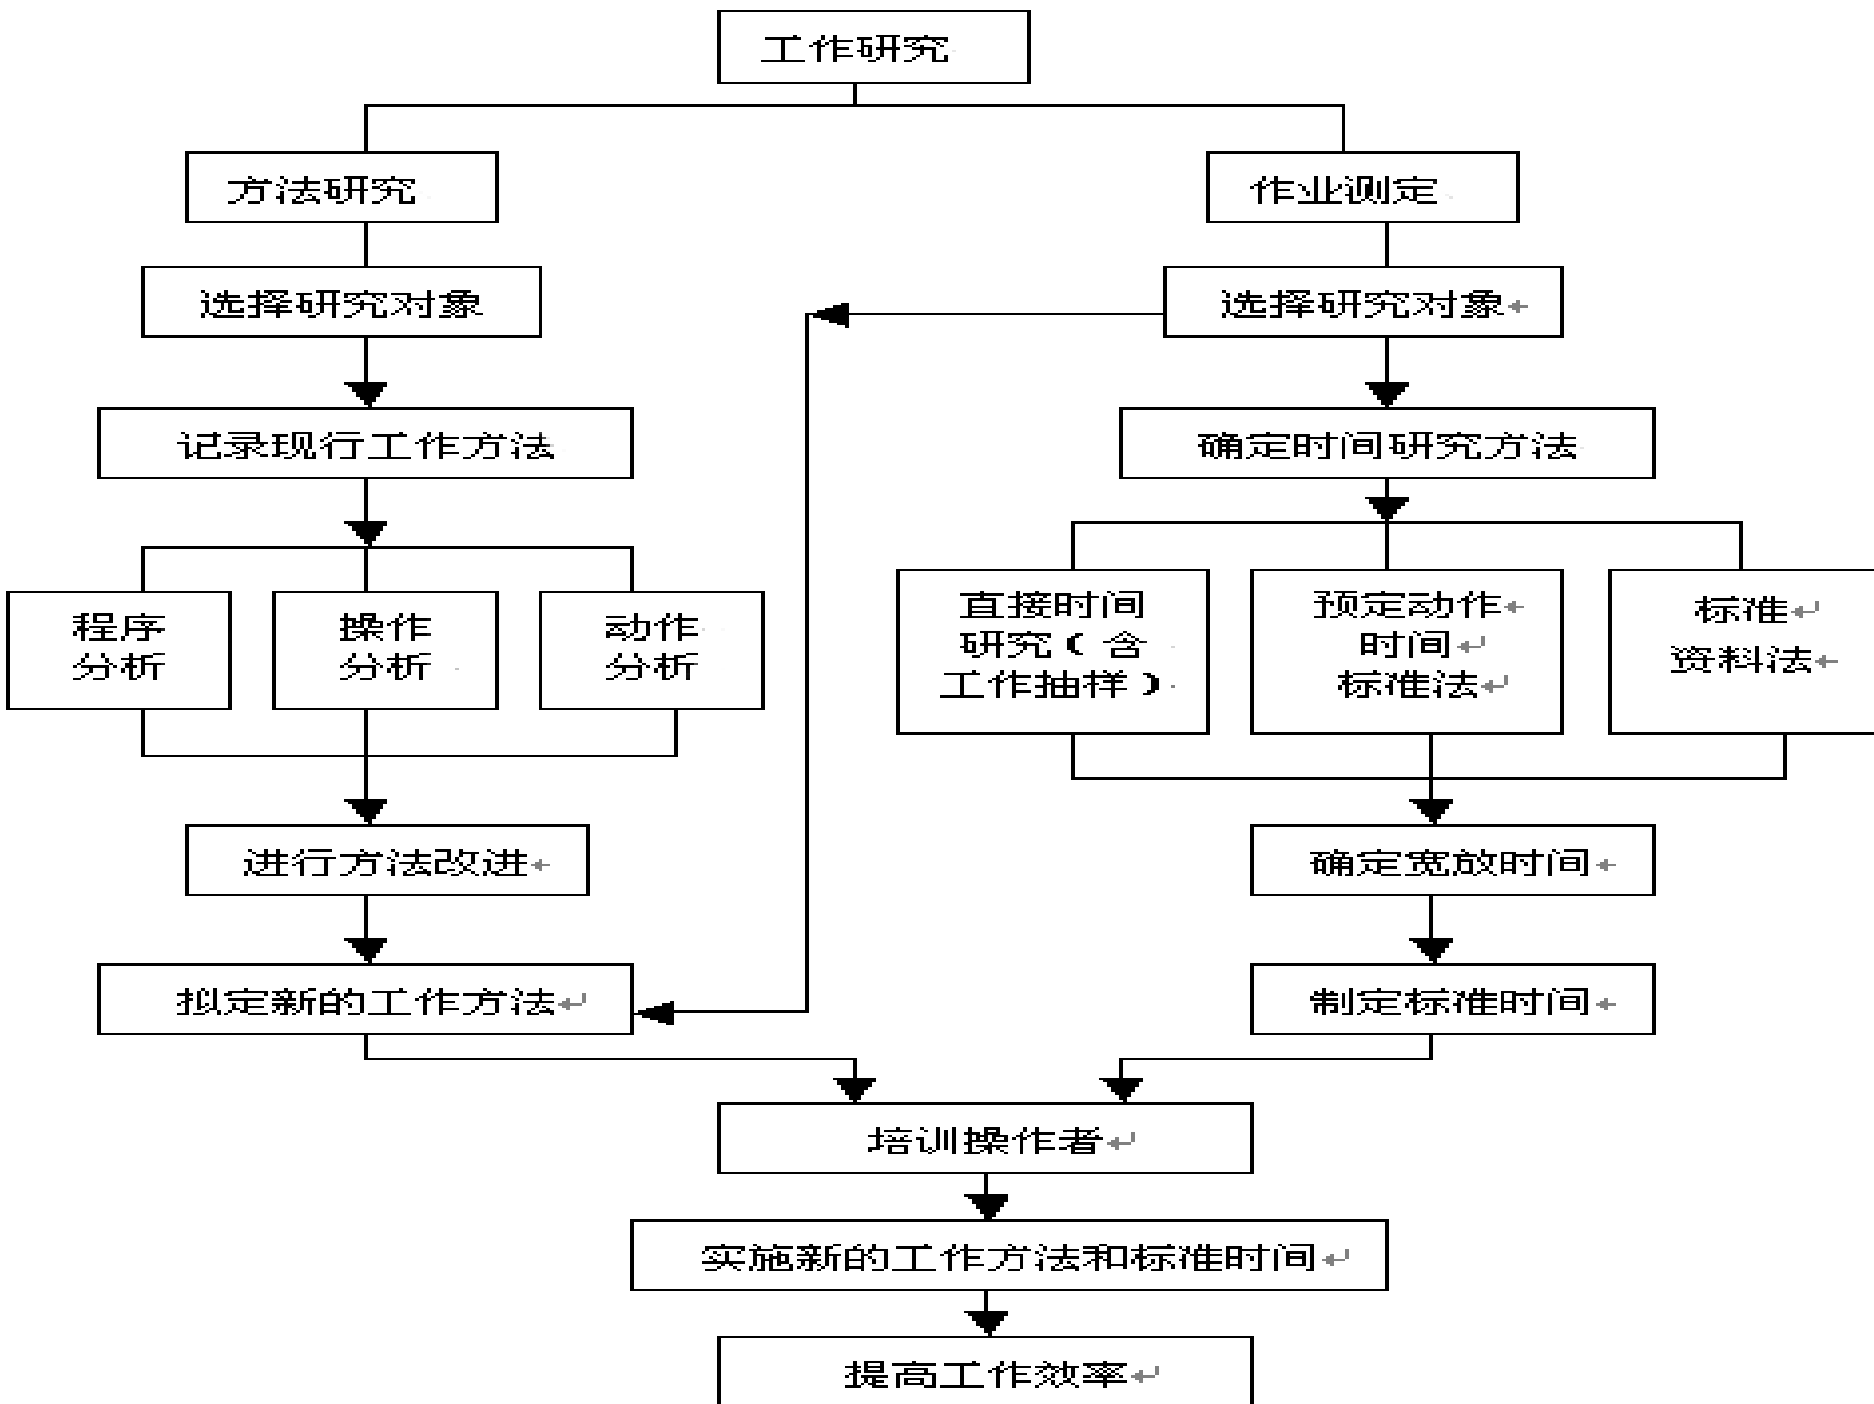 工作研究
方法研究
作业测定
选择研究对象
选择研究对象
记录现行工作方法
确定时间研究方法
程序
分析
操作
分析
动作
分析
直接时间
研究（含
工作抽样）
预定动作
时间
标准法
标准
资料法
进行方法改进
确定宽放时间
拟定新的工作方法
制定标准时间
培训操作者
实施新的工作方法和标准时间
提高工作效率